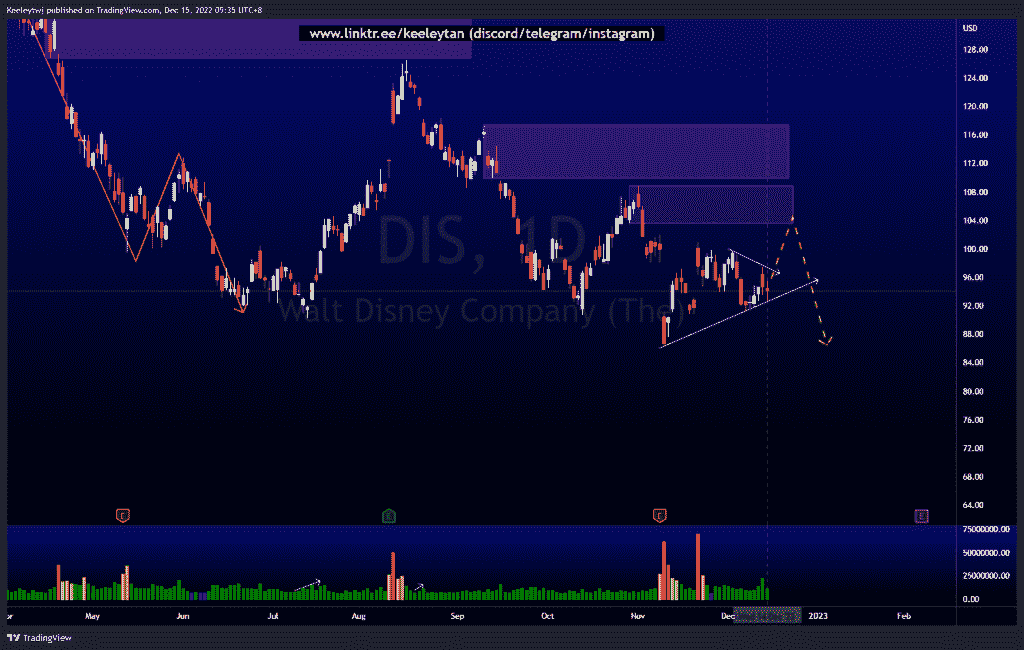 Keeleytwj published on TradingView.com, Dec 15, 2022 05:35 UTC+8
www.linktr.ee/keeleytan (discord/telegram/instagram)
USD
128.00
124.00
120.00
116.00
112.00
108.00
104.00
100.00
96.00
92.00
88.00
84.00
80.00
76.00
72.00
68.00
64.00
DIS, 1D
Walt Disney Company (The)
E
E
75000000.00
50000000.00
25000000.00
0.00
May
Jun
Jul
Aug
Sep
Oct
Nov
Dec
2023
Feb
TradingView